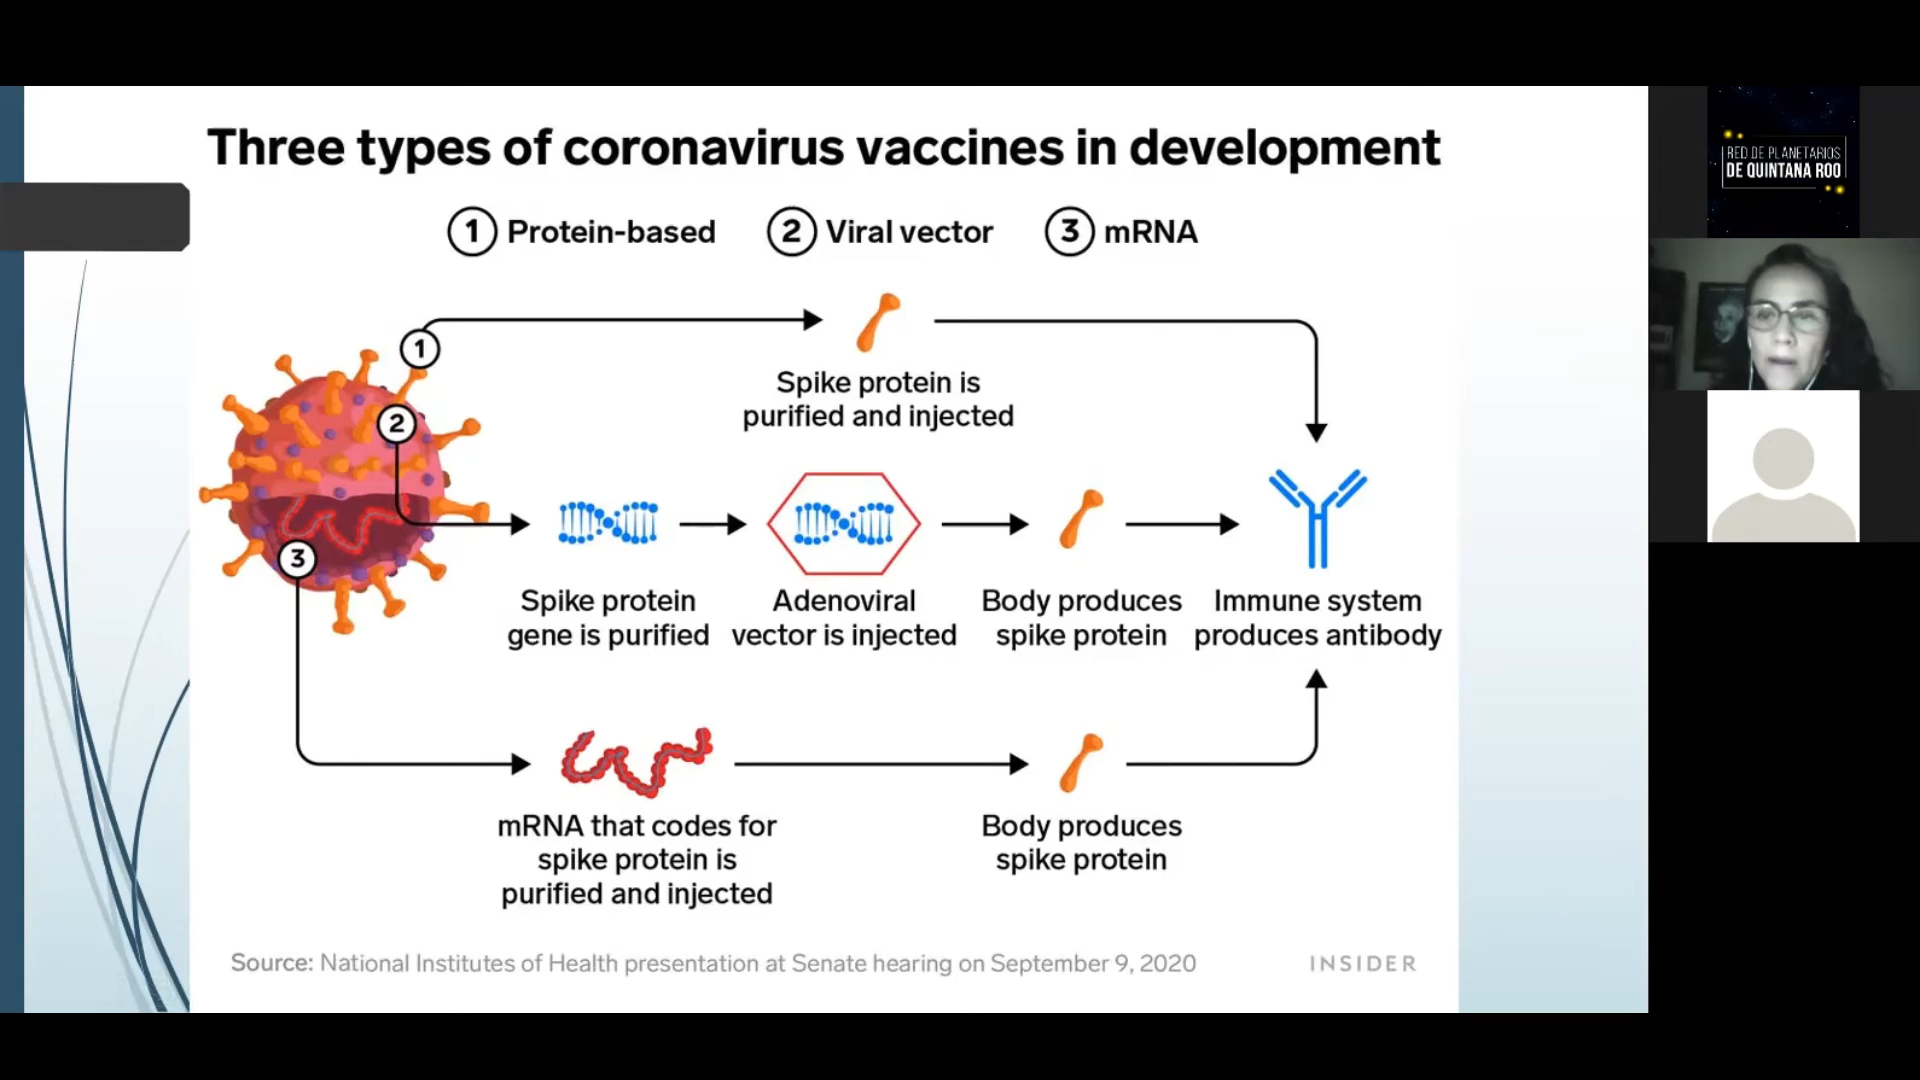 Three types of coronavirus vaccines in development
1 Protein-based
2 Viral vector
3 mRNA
1
2
3
Spike protein is
purified and injected
Spike protein
gene is purified
Adenoviral
vector is injected
Body produces
spike protein
Immune system
produces antibody
mRNA that codes for
spike protein is
purified and injected
Body produces
spike protein
Source: National Institutes of Health presentation at Senate hearing on September 9, 2020
INSIDER
RED DE PLANETARIOS
DE QUINTANA ROO